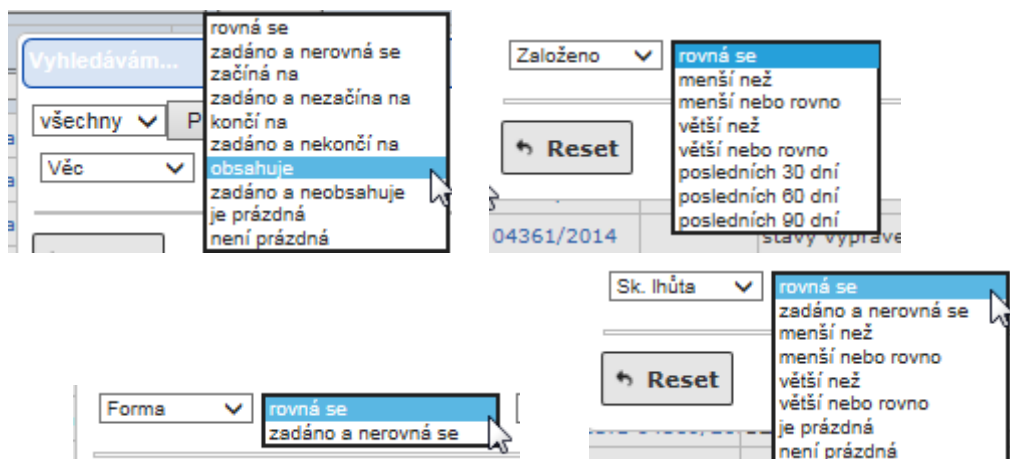 Vyhledávám...
všechny
P
Věc
rovná se
zadáno a nerovná se
začíná na
zadáno a nezačína na
končí na
zadáno a nekončí na
obsahuje
zadáno a neobsahuje
je prázdná
není prázdná
Založeno
rovná se
menší než
menší nebo rovno
větší než
větší nebo rovno
posledních 30 dní
posledních 60 dní
posledních 90 dní
Reset
04361/2014
Forma
rovná se
zadáno a nerovná se
Sk. lhůta
rovná se
zadáno a nerovná se
menší než
menší nebo rovno
větší než
větší nebo rovno
je prázdná
není prázdná
Reset